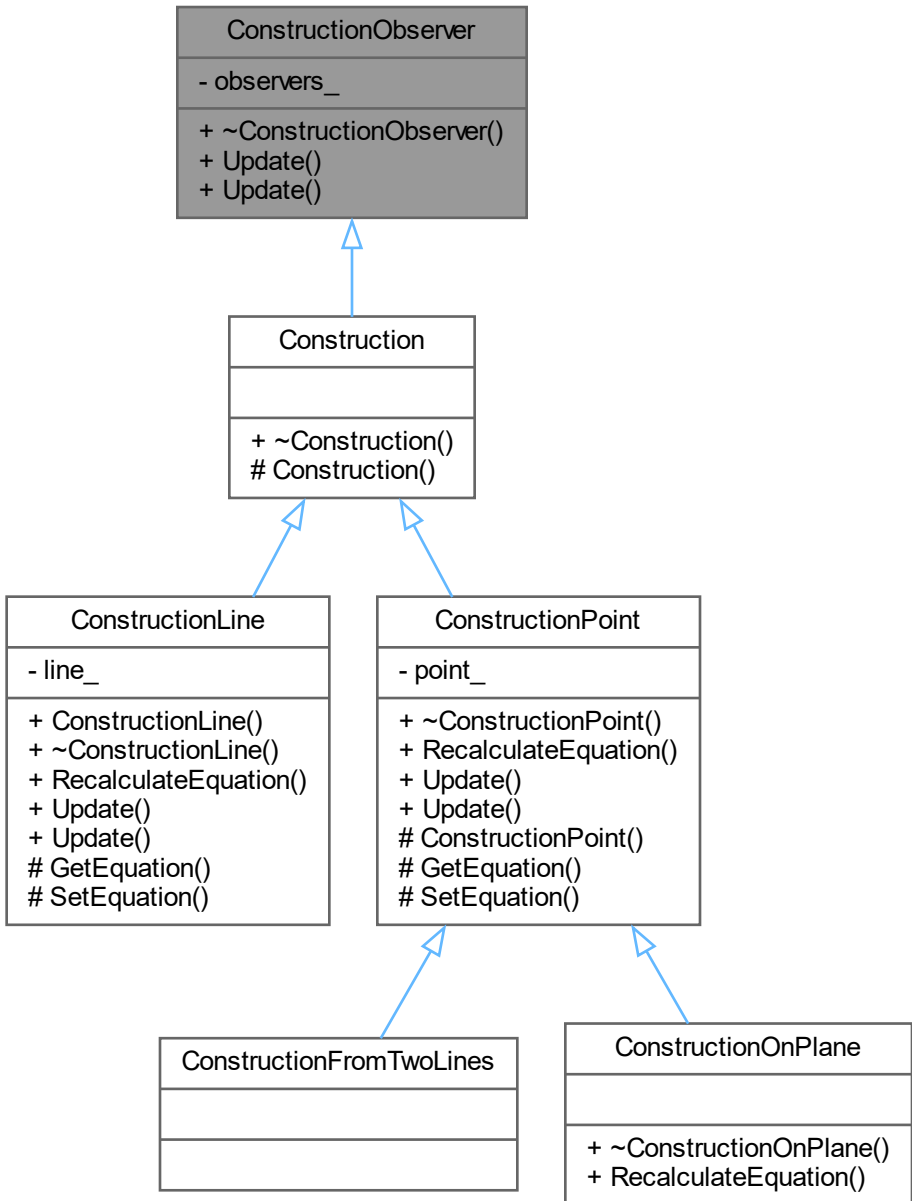 ConstructionObserver
- observers_
+ ~ConstructionObserver()
+ Update()
+ Update()
Construction
+ ~Construction()
# Construction()
ConstructionLine
- line_
+ ConstructionLine()
+ ~ConstructionLine()
+ RecalculateEquation()
+ Update()
+ Update()
# GetEquation()
# SetEquation()
ConstructionPoint
- point_
+ ~ConstructionPoint()
+ RecalculateEquation()
+ Update()
+ Update()
# ConstructionPoint()
# GetEquation()
# SetEquation()
ConstructionFromTwoLines
ConstructionOnPlane
+ ~ConstructionOnPlane()
+ RecalculateEquation()